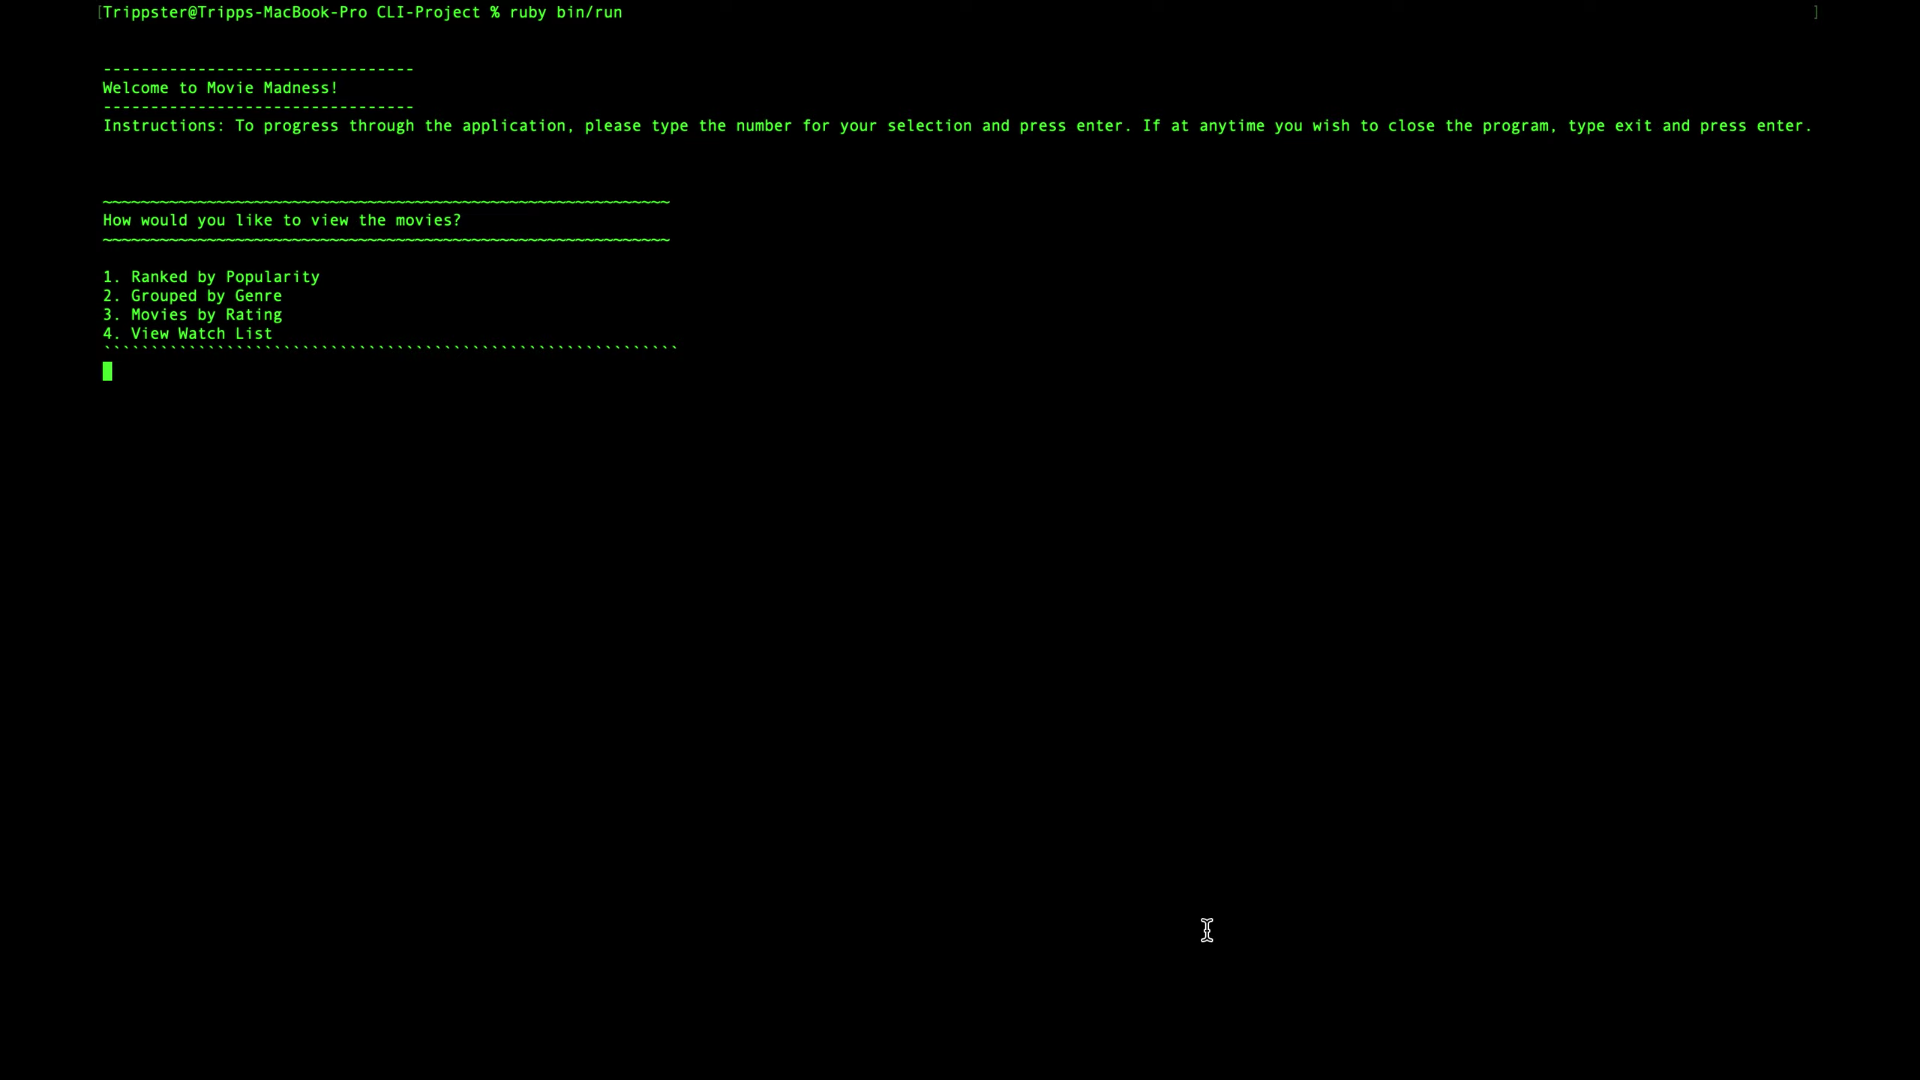 [Trippster@Tripps-MacBook-Pro CLI-Project % ruby bin/run ]
---------------------------------
Welcome to Movie Madness!
---------------------------------
Instructions: To progress through the application, please type the number for your selection and press enter. If at anytime you wish to close the program, type exit and press enter.
~~~~~~~~~~~~~~~~~~~~~~~~~~~~~~~~~~~~~~~~~~~~~~~~~~~~~~~~~~~~
How would you like to view the movies?
~~~~~~~~~~~~~~~~~~~~~~~~~~~~~~~~~~~~~~~~~~~~~~~~~~~~~~~~~~~~
1. Ranked by Popularity
2. Grouped by Genre
3. Movies by Rating
4. View Watch List
`````````````````````````````````````````````````````````````